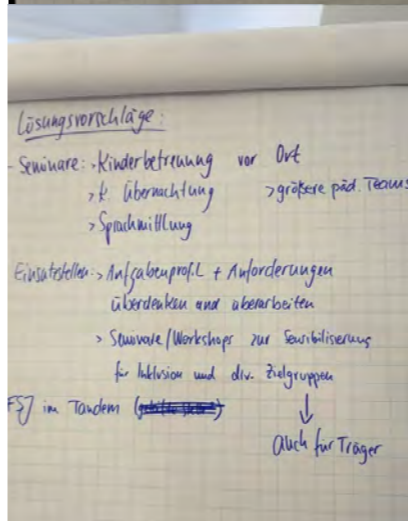 Lösungsvorschläge:
- Seminare: > Kinderbetreuung vor Ort
> k. Übernachtung > größere päd. Teams
> Sprachmittlung
Einsatzstellen: > Aufgabenprofil + Anforderungen
überdenken und überarbeiten
> Seminare/Workshops zur Sensibilisierung
für Inklusion und div. Zielgruppen
FSJ im Tandem (
auch für Träger